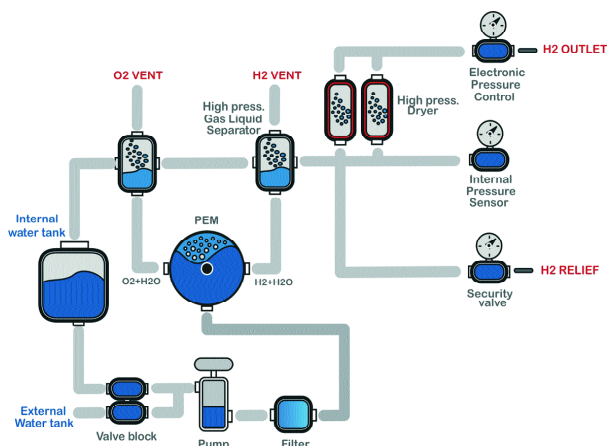 H2 OUTLET
O2 VENT
H2 VENT
Electronic
Pressure
Control
High press.
Gas Liquid
Separator
High press.
Dryer
Internal
Pressure
Sensor
Internal
water tank
PEM
O2+H2O
H2+H2O
H2 RELIEF
Security
valve
External
Water tank
Valve block
Pump
Filter